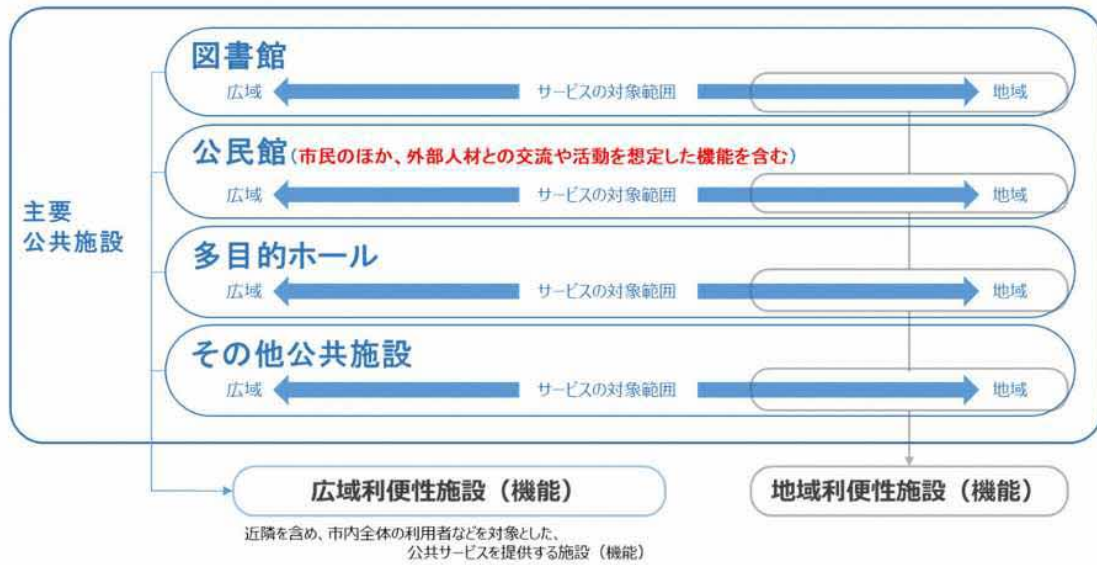 図書館
広域 サービスの対象範囲 地域
公民館(市民のほか、外部人材との交流や活動を想定した機能を含む)
広域 サービスの対象範囲 地域
主要
公共施設
多目的ホール
広域 サービスの対象範囲 地域
その他公共施設
広域 サービスの対象範囲 地域
広域利便性施設（機能） 地域利便性施設（機能）
近隣を含め、市内全体の利用者などを対象とした、
公共サービスを提供する施設（機能）